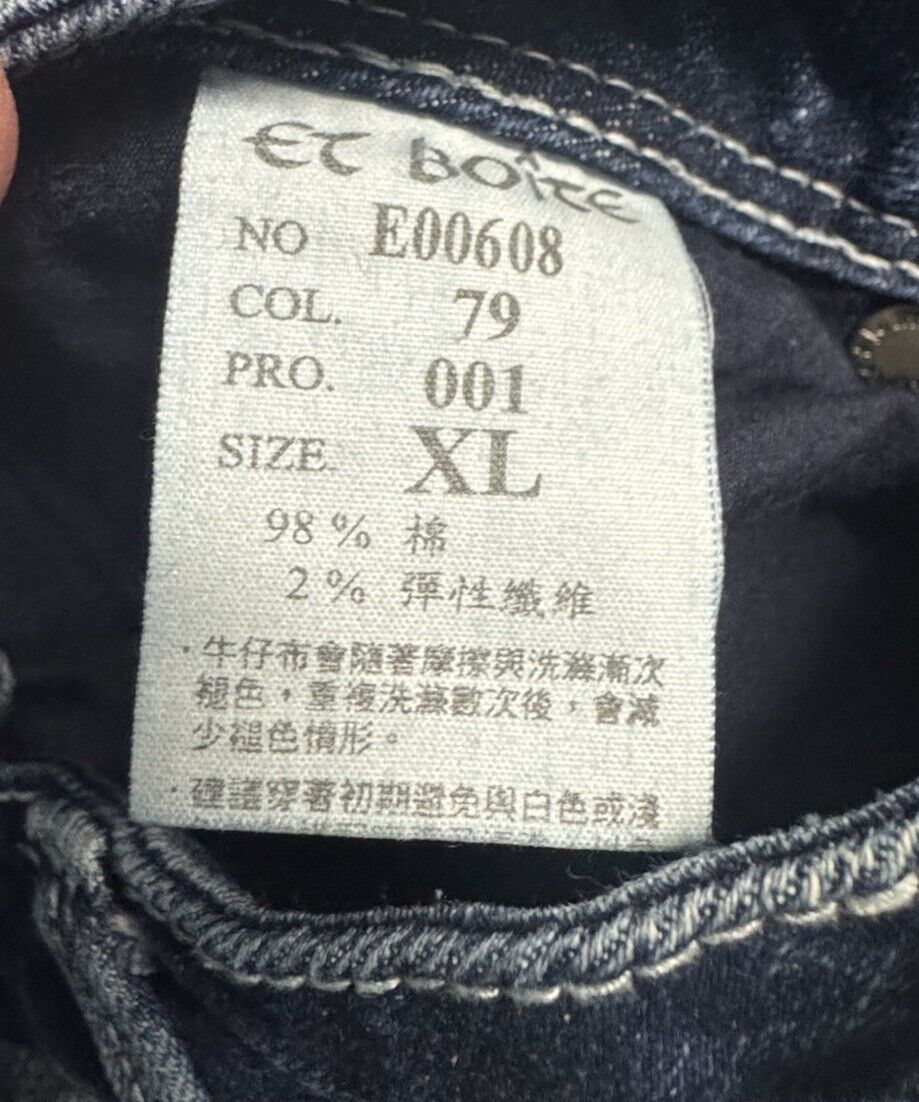 ET BOîTE
NO E00608
COL. 79
PRO. 001
SIZE. XL
98% 棉
2% 彈性纖維
·牛仔布會隨著摩擦與洗滌漸次
褪色，重複洗滌數次後，會減
少褪色情形。
·建議穿著初期避免與白色或淺